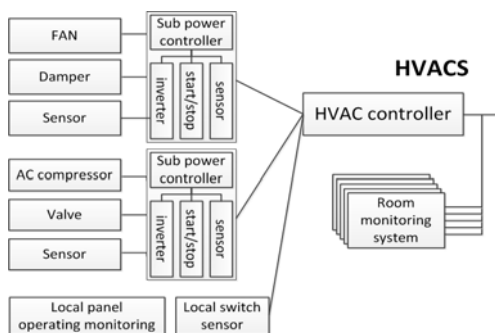 FAN
Damper
Sensor
Sub power
controller
inverter
start/stop
sensor
HVACS
HVAC controller
AC compressor
Valve
Sensor
Sub power
controller
inverter
start/stop
sensor
Room
monitoring
system
Local panel
operating monitoring
Local switch
sensor